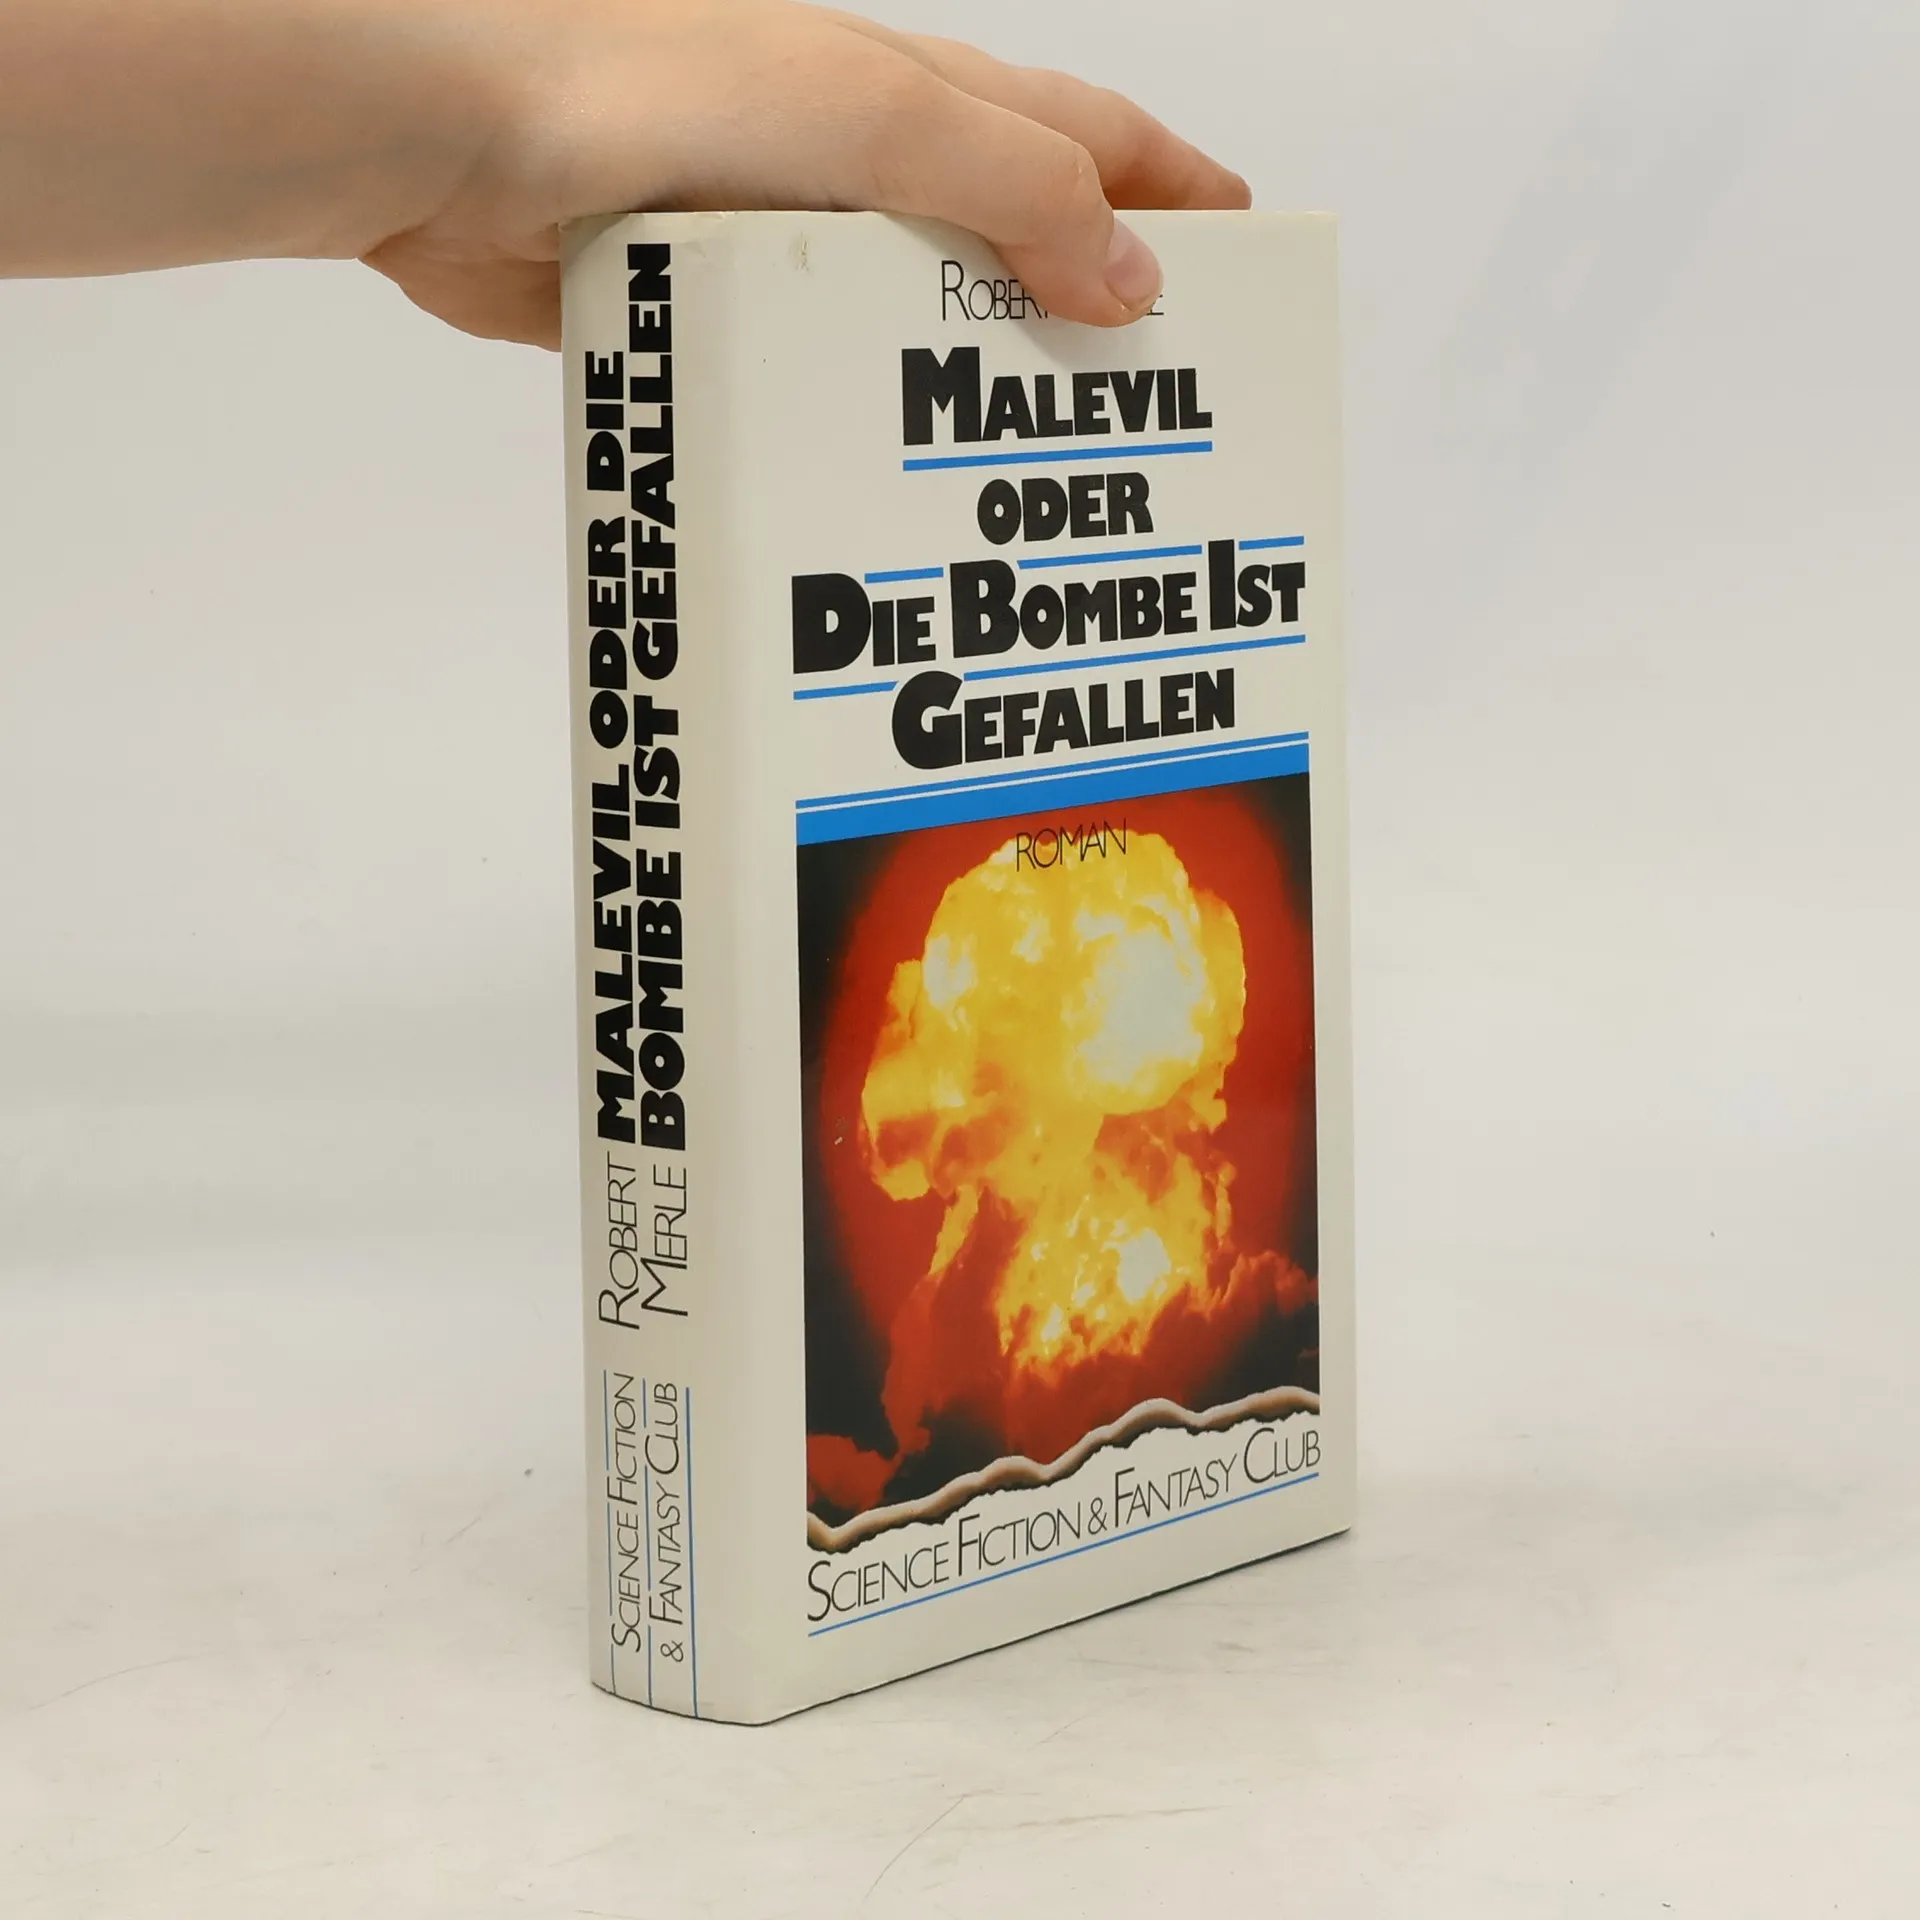 MALEVIL ODER DIE
BOMBE IST GEFALLEN
ROBERT
MERLE
SCIENCE FICTION
& FANTASY CLUB
MALEVIL
ODER
DIE BOMBE IST
GEFALLEN
ROMAN
SCIENCE FICTION & FANTASY CLUB